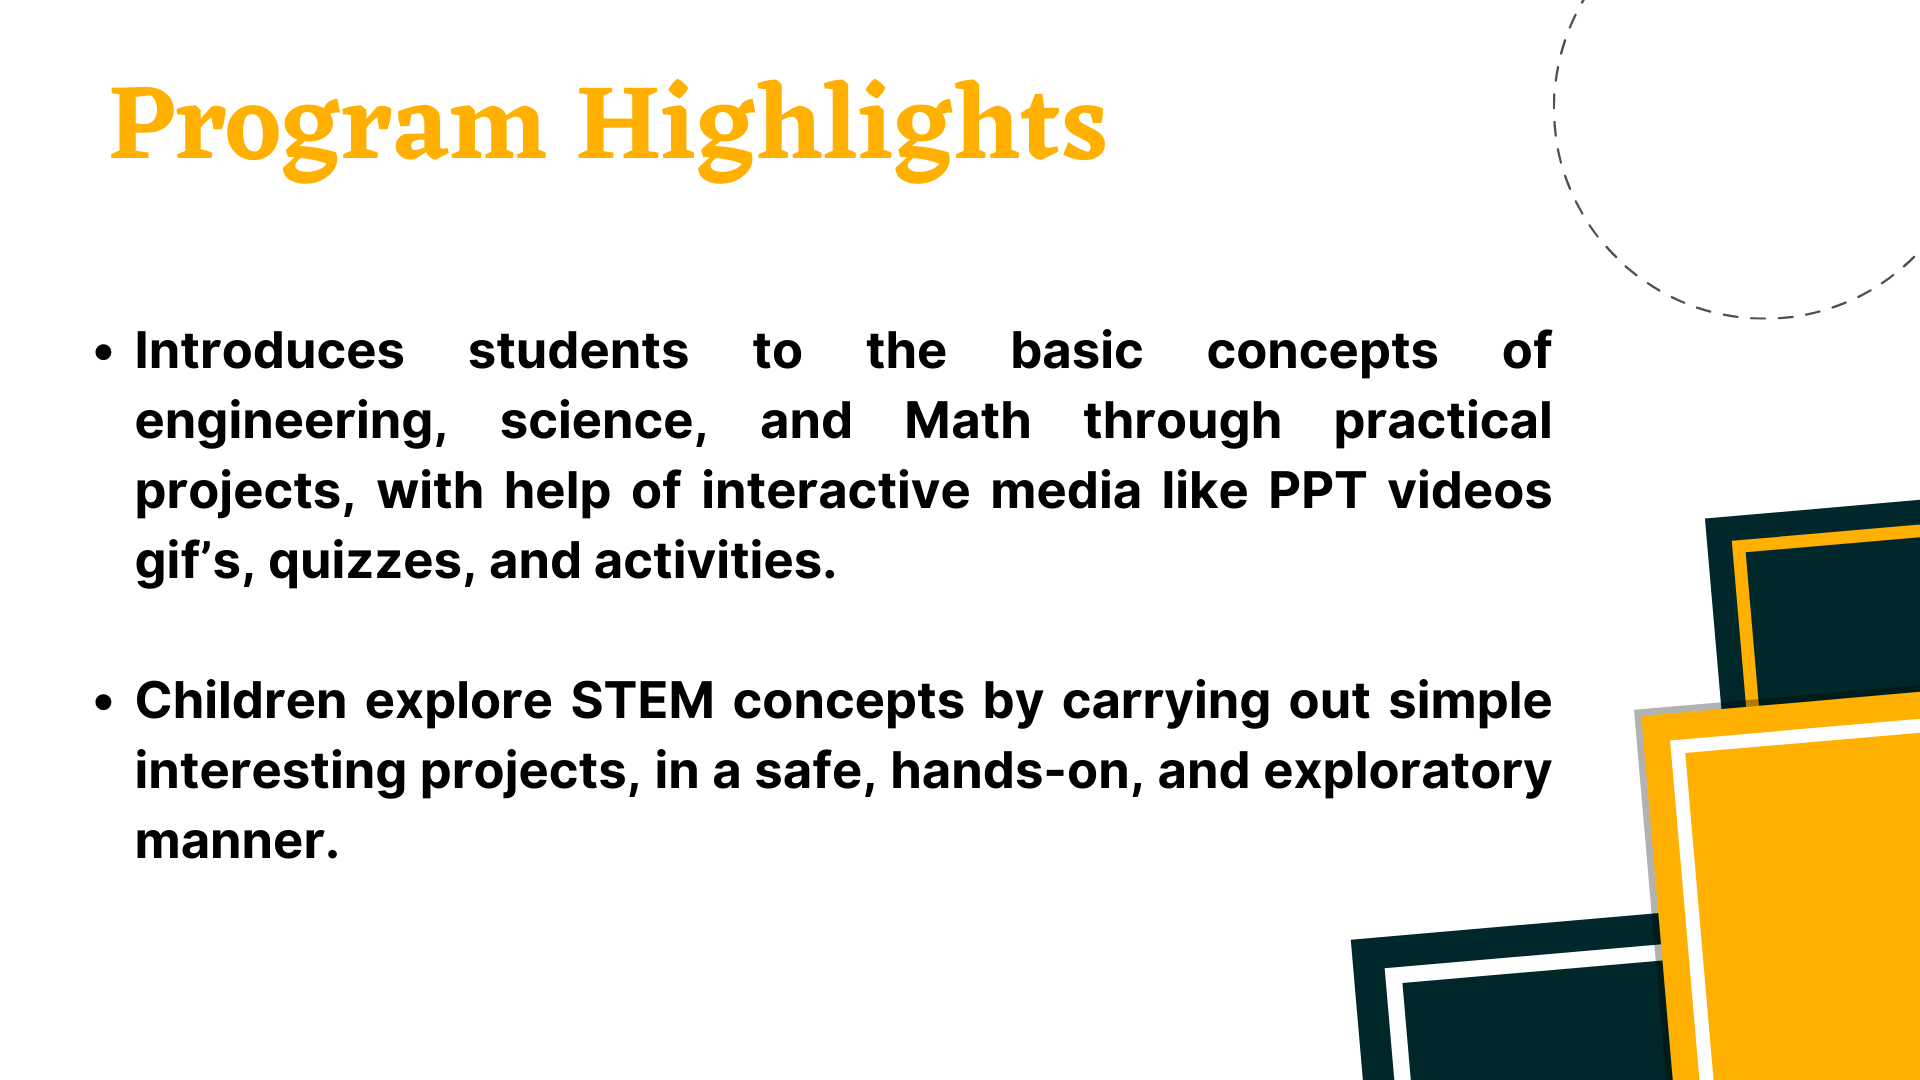 Program Highlights
• Introduces students to the basic concepts of
engineering, science, and Math through practical
projects, with help of interactive media like PPT videos
gif’s, quizzes, and activities.
• Children explore STEM concepts by carrying out simple
interesting projects, in a safe, hands-on, and exploratory
manner.